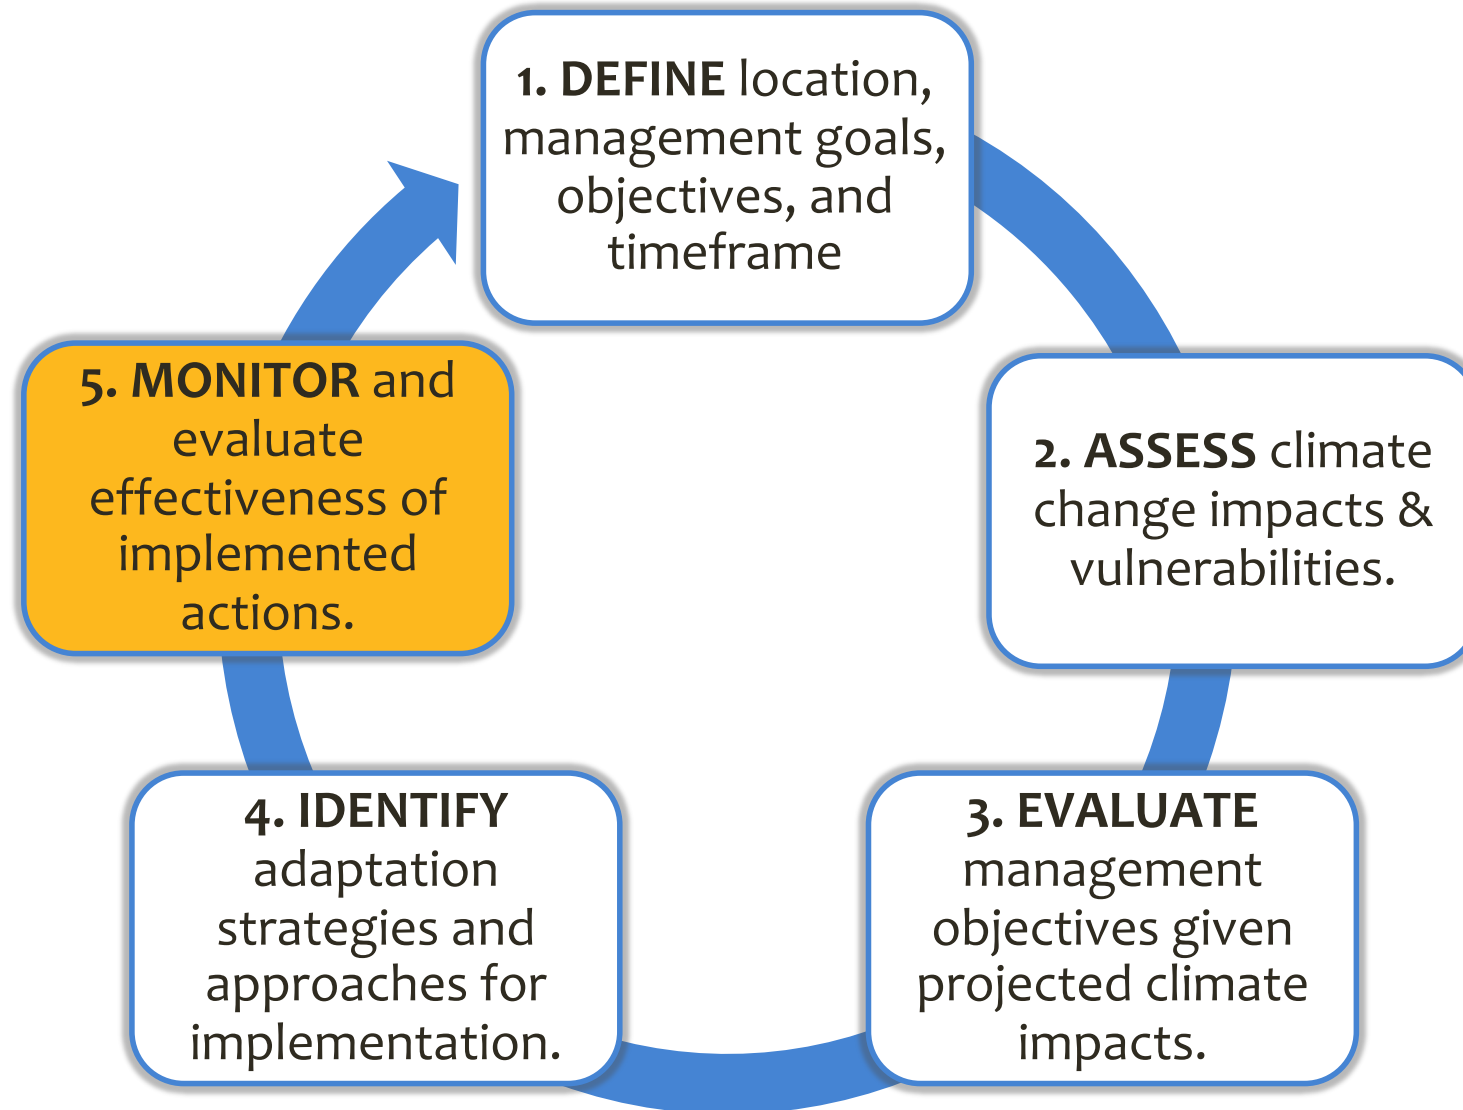 1. DEFINE location,
management goals,
objectives, and
timeframe
2. ASSESS climate
change impacts &
vulnerabilities.
3. EVALUATE
management
objectives given
projected climate
impacts.
4. IDENTIFY
adaptation
strategies and
approaches for
implementation.
5. MONITOR and
evaluate
effectiveness of
implemented
actions.